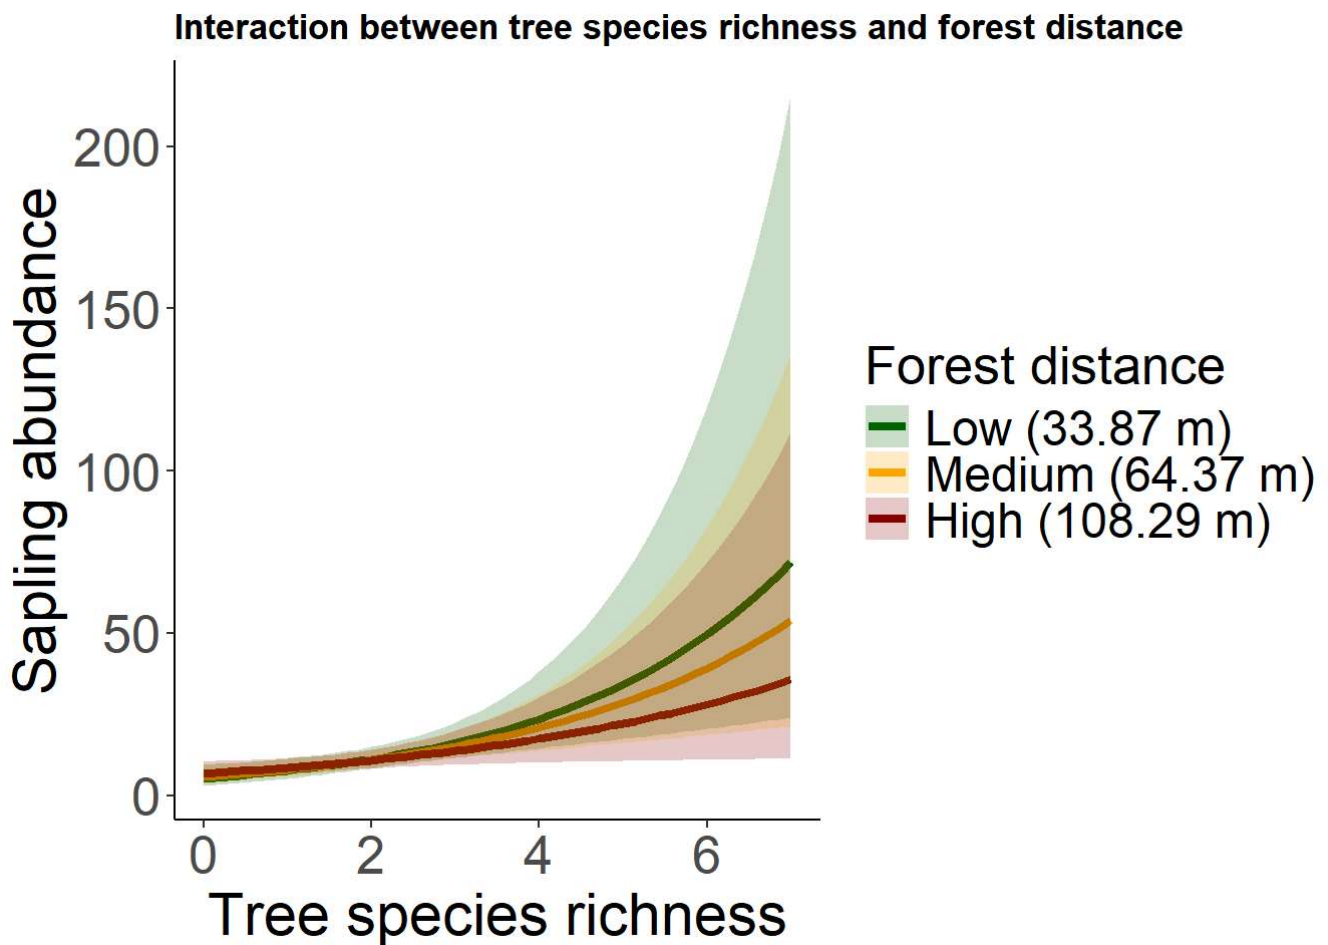 Interaction between tree species richness and forest distance
Sapling abundance
200
150
100
50
0
0 2 4 6
Tree species richness
Forest distance
Low (33.87 m)
Medium (64.37 m)
High (108.29 m)